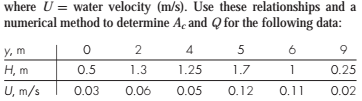 where U = water velocity (m/s). Use these relationships and a
numerical method to determine A_c and Q for the following data:
y, m 0 2 4 5 6 9
H, m 0.5 1.3 1.25 1.7 1 0.25
U, m/s 0.03 0.06 0.05 0.12 0.11 0.02